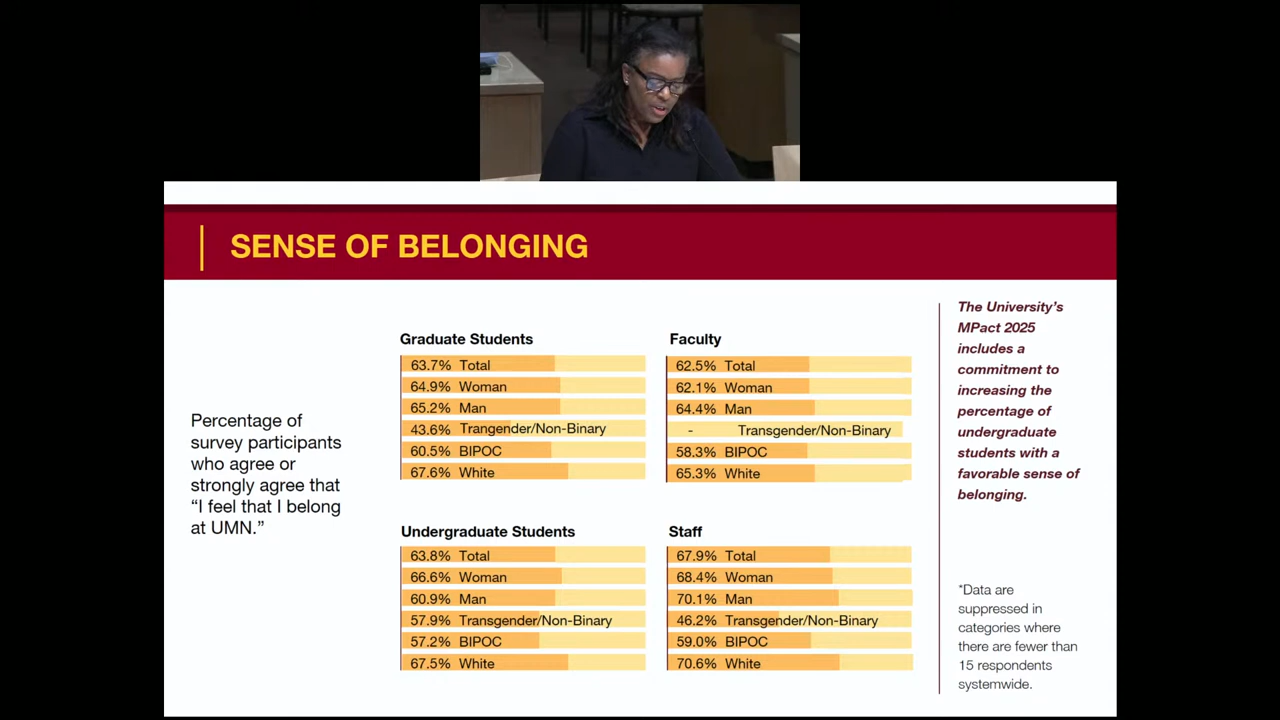 SENSE OF BELONGING
Percentage of
survey participants
who agree or
strongly agree that
“I feel that I belong
at UMN.”
Graduate Students
63.7% Total
64.9% Woman
65.2% Man
43.6% Trangender/Non-Binary
60.5% BIPOC
67.6% White
Faculty
62.5% Total
62.1% Woman
64.4% Man
- Transgender/Non-Binary
58.3% BIPOC
65.3% White
Undergraduate Students
63.8% Total
66.6% Woman
60.9% Man
57.9% Transgender/Non-Binary
57.2% BIPOC
67.5% White
Staff
67.9% Total
68.4% Woman
70.1% Man
46.2% Transgender/Non-Binary
59.0% BIPOC
70.6% White
The University’s
MPact 2025
includes a
commitment to
increasing the
percentage of
undergraduate
students with a
favorable sense of
belonging.
*Data are
suppressed in
categories where
there are fewer than
15 respondents
systemwide.